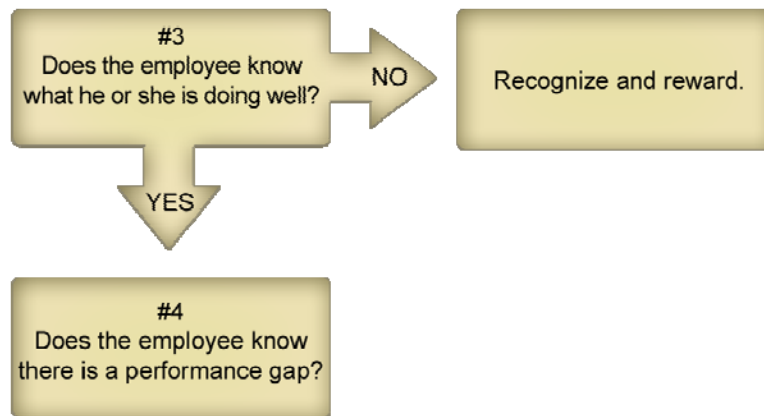 #3
Does the employee know
what he or she is doing well?
NO
Recognize and reward.
YES
#4
Does the employee know
there is a performance gap?